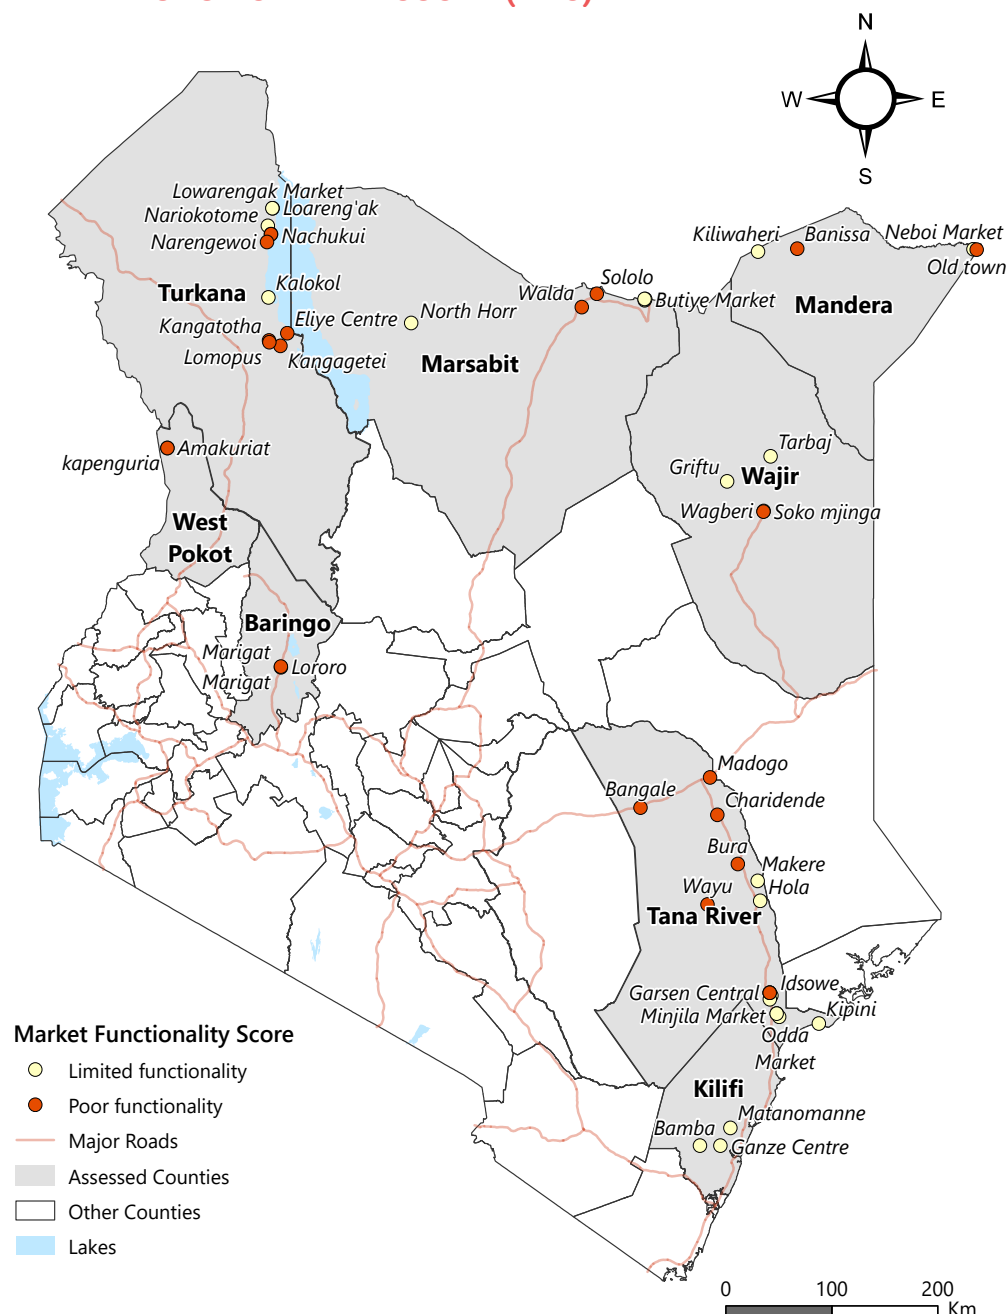 N
W
E
S
Lowarengak Market
Nariokotome
Loareng'ak
Narengewoi
Nachukui
Kiliwaheri
Banissa
Neboi Market
Old town
Kalokol
Turkana
Walda
Sololo
Butiye Market
Mandera
Kangatotha
Eliye Centre
North Horr
Lomopus
Kangagetei
Marsabit
kapenguria
Amakuriat
Tarbaj
Griftu
Wajir
Wagberi
Soko mjinga
West
Pokot
Baringo
Marigat
Lororo
Marigat
Madogo
Bangale
Charidende
Bura
Makere
Wayu
Hola
Tana River
Garsen Central
Idsowe
Minjila Market
Kipini
Odda
Market
Kilifi
Bamba
Matanomanne
Ganze Centre
Market Functionality Score
Limited functionality
Poor functionality
Major Roads
Assessed Counties
Other Counties
Lakes
0 100 200
Km